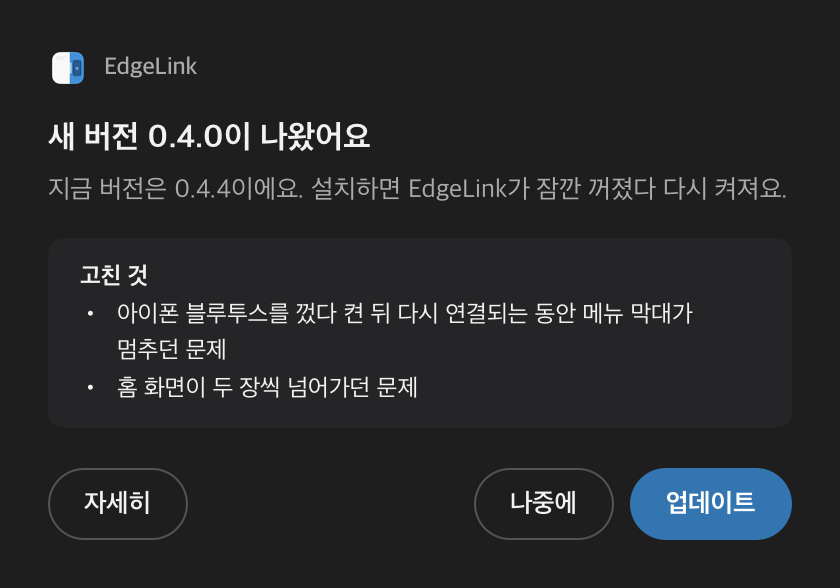 EdgeLink
새 버전 0.4.0이 나왔어요
지금 버전은 0.4.4이에요. 설치하면 EdgeLink가 잠깐 꺼졌다 다시 켜져요.
고친 것
• 아이폰 블루투스를 껐다 켠 뒤 다시 연결되는 동안 메뉴 막대가
멈추던 문제
• 홈 화면이 두 장씩 넘어가던 문제
자세히
나중에
업데이트